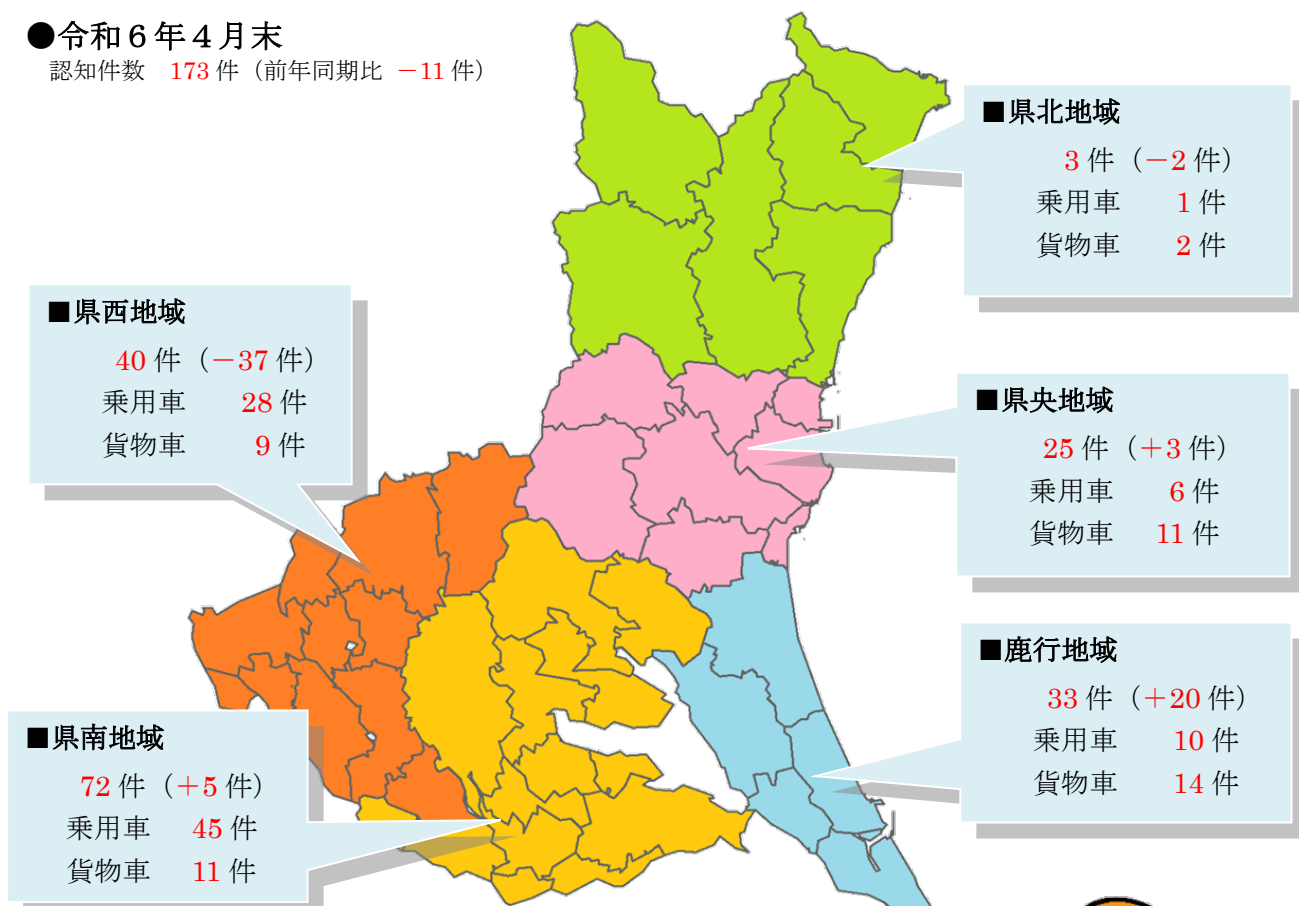 ●令和６年４月末
認知件数　173 件（前年同期比 －11 件）
■県北地域
3 件（－2 件）
乗用車　1 件
貨物車　2 件
■県西地域
40 件（－37 件）
乗用車　28 件
貨物車　9 件
■県央地域
25 件（＋3 件）
乗用車　6 件
貨物車　11 件
■鹿行地域
33 件（＋20 件）
乗用車　10 件
貨物車　14 件
■県南地域
72 件（+5 件）
乗用車　45 件
貨物車　11 件